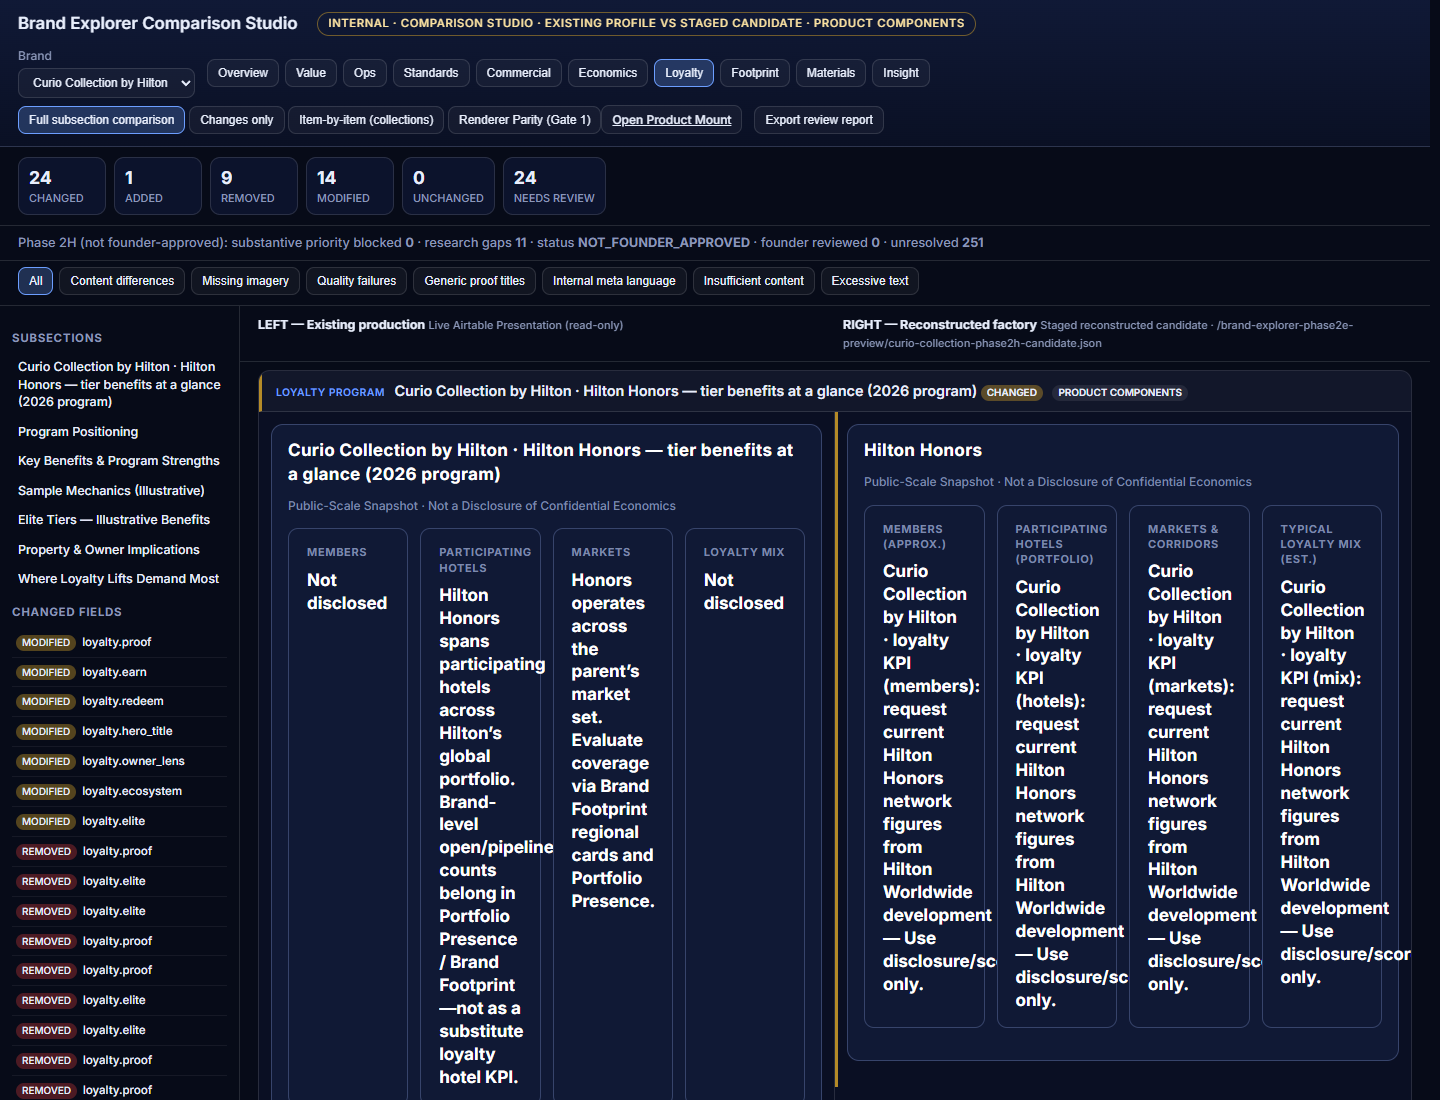 Brand Explorer Comparison Studio
INTERNAL · COMPARISON STUDIO · EXISTING PROFILE VS STAGED CANDIDATE · PRODUCT COMPONENTS
Brand
Curio Collection by Hilton
Overview
Value
Ops
Standards
Commercial
Economics
Loyalty
Footprint
Materials
Insight
Full subsection comparison
Changes only
Item-by-item (collections)
Renderer Parity (Gate 1)
Open Product Mount
Export review report
24
CHANGED
1
ADDED
9
REMOVED
14
MODIFIED
0
UNCHANGED
24
NEEDS REVIEW
Phase 2H (not founder-approved): substantive priority blocked 0 · research gaps 11 · status NOT_FOUNDER_APPROVED · founder reviewed 0 · unresolved 251
All
Content differences
Missing imagery
Quality failures
Generic proof titles
Internal meta language
Insufficient content
Excessive text
SUBSECTIONS
Curio Collection by Hilton · Hilton
Honors — tier benefits at a glance
(2026 program)
Program Positioning
Key Benefits & Program Strengths
Sample Mechanics (Illustrative)
Elite Tiers — Illustrative Benefits
Property & Owner Implications
Where Loyalty Lifts Demand Most
CHANGED FIELDS
MODIFIED loyalty.proof
MODIFIED loyalty.earn
MODIFIED loyalty.redeem
MODIFIED loyalty.hero_title
MODIFIED loyalty.owner_lens
MODIFIED loyalty.ecosystem
MODIFIED loyalty.elite
REMOVED loyalty.proof
REMOVED loyalty.elite
REMOVED loyalty.elite
REMOVED loyalty.proof
REMOVED loyalty.proof
REMOVED loyalty.elite
REMOVED loyalty.elite
REMOVED loyalty.proof
REMOVED loyalty.proof
LEFT — Existing production Live Airtable Presentation (read-only)
RIGHT — Reconstructed factory Staged reconstructed candidate · /brand-explorer-phase2e-
preview/curio-collection-phase2h-candidate.json
LOYALTY PROGRAM Curio Collection by Hilton · Hilton Honors — tier benefits at a glance (2026 program) CHANGED PRODUCT COMPONENTS
Curio Collection by Hilton · Hilton Honors — tier benefits at
a glance (2026 program)
Public-Scale Snapshot · Not a Disclosure of Confidential Economics
MEMBERS
Not
disclosed
PARTICIPATING
HOTELS
Hilton
Honors
spans
participating
hotels
across
Hilton’s
global
portfolio.
Brand-
level
open/pipeline
counts
belong in
Portfolio
Presence
/ Brand
Footprint
—not as a
substitute
loyalty
hotel KPI.
MARKETS
Honors
operates
across
the
parent’s
market
set.
Evaluate
coverage
via Brand
Footprint
regional
cards and
Portfolio
Presence.
LOYALTY MIX
Not
disclosed
Hilton Honors
Public-Scale Snapshot · Not a Disclosure of Confidential Economics
MEMBERS
(APPROX.)
Curio
Collection
by Hilton
· loyalty
KPI
(members):
request
current
Hilton
Honors
network
figures
from
Hilton
Worldwide
development
— Use
disclosure/sc
only.
PARTICIPATING
HOTELS
(PORTFOLIO)
Curio
Collection
by Hilton
· loyalty
KPI
(hotels):
request
current
Hilton
Honors
network
figures
from
Hilton
Worldwide
development
— Use
disclosure/sc
only.
MARKETS &
CORRIDORS
Curio
Collection
by Hilton
· loyalty
KPI
(markets):
request
current
Hilton
Honors
network
figures
from
Hilton
Worldwide
development
— Use
disclosure/sc
only.
TYPICAL
LOYALTY MIX
(EST.)
Curio
Collection
by Hilton
· loyalty
KPI (mix):
request
current
Hilton
Honors
network
figures
from
Hilton
Worldwide
development
— Use
disclosure/scor
only.